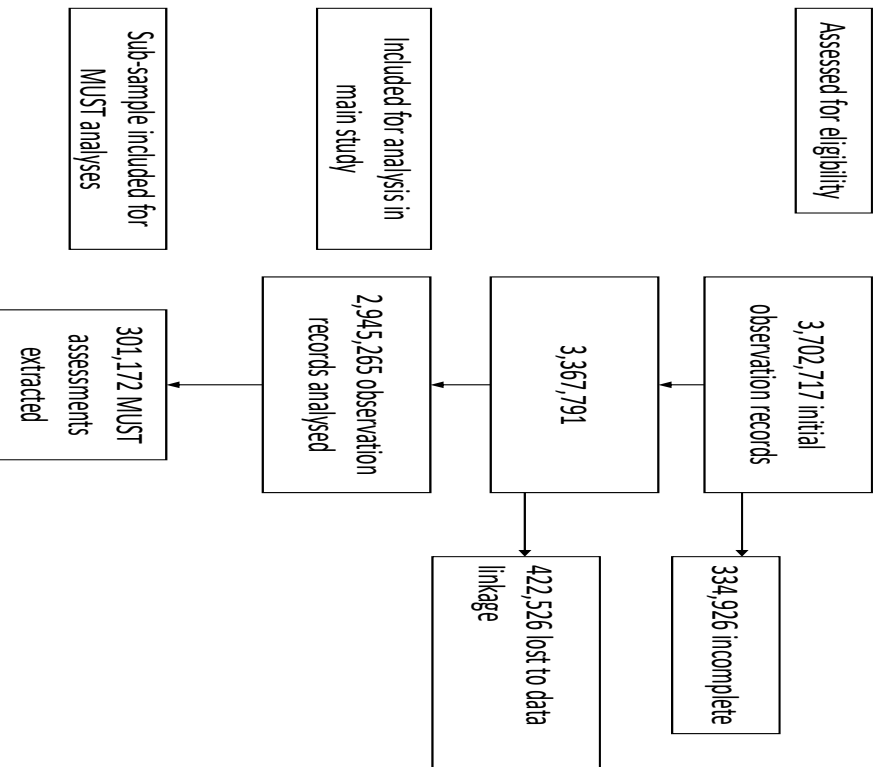 Assessed for eligibility
3,702,717 initial
observation records
334,926 incomplete
3,367,791
422,526 lost to data
linkage
Included for analysis in
main study
2,945,265 observation
records analysed
Sub-sample included for
MUST analyses
301,172 MUST
assessments
extracted